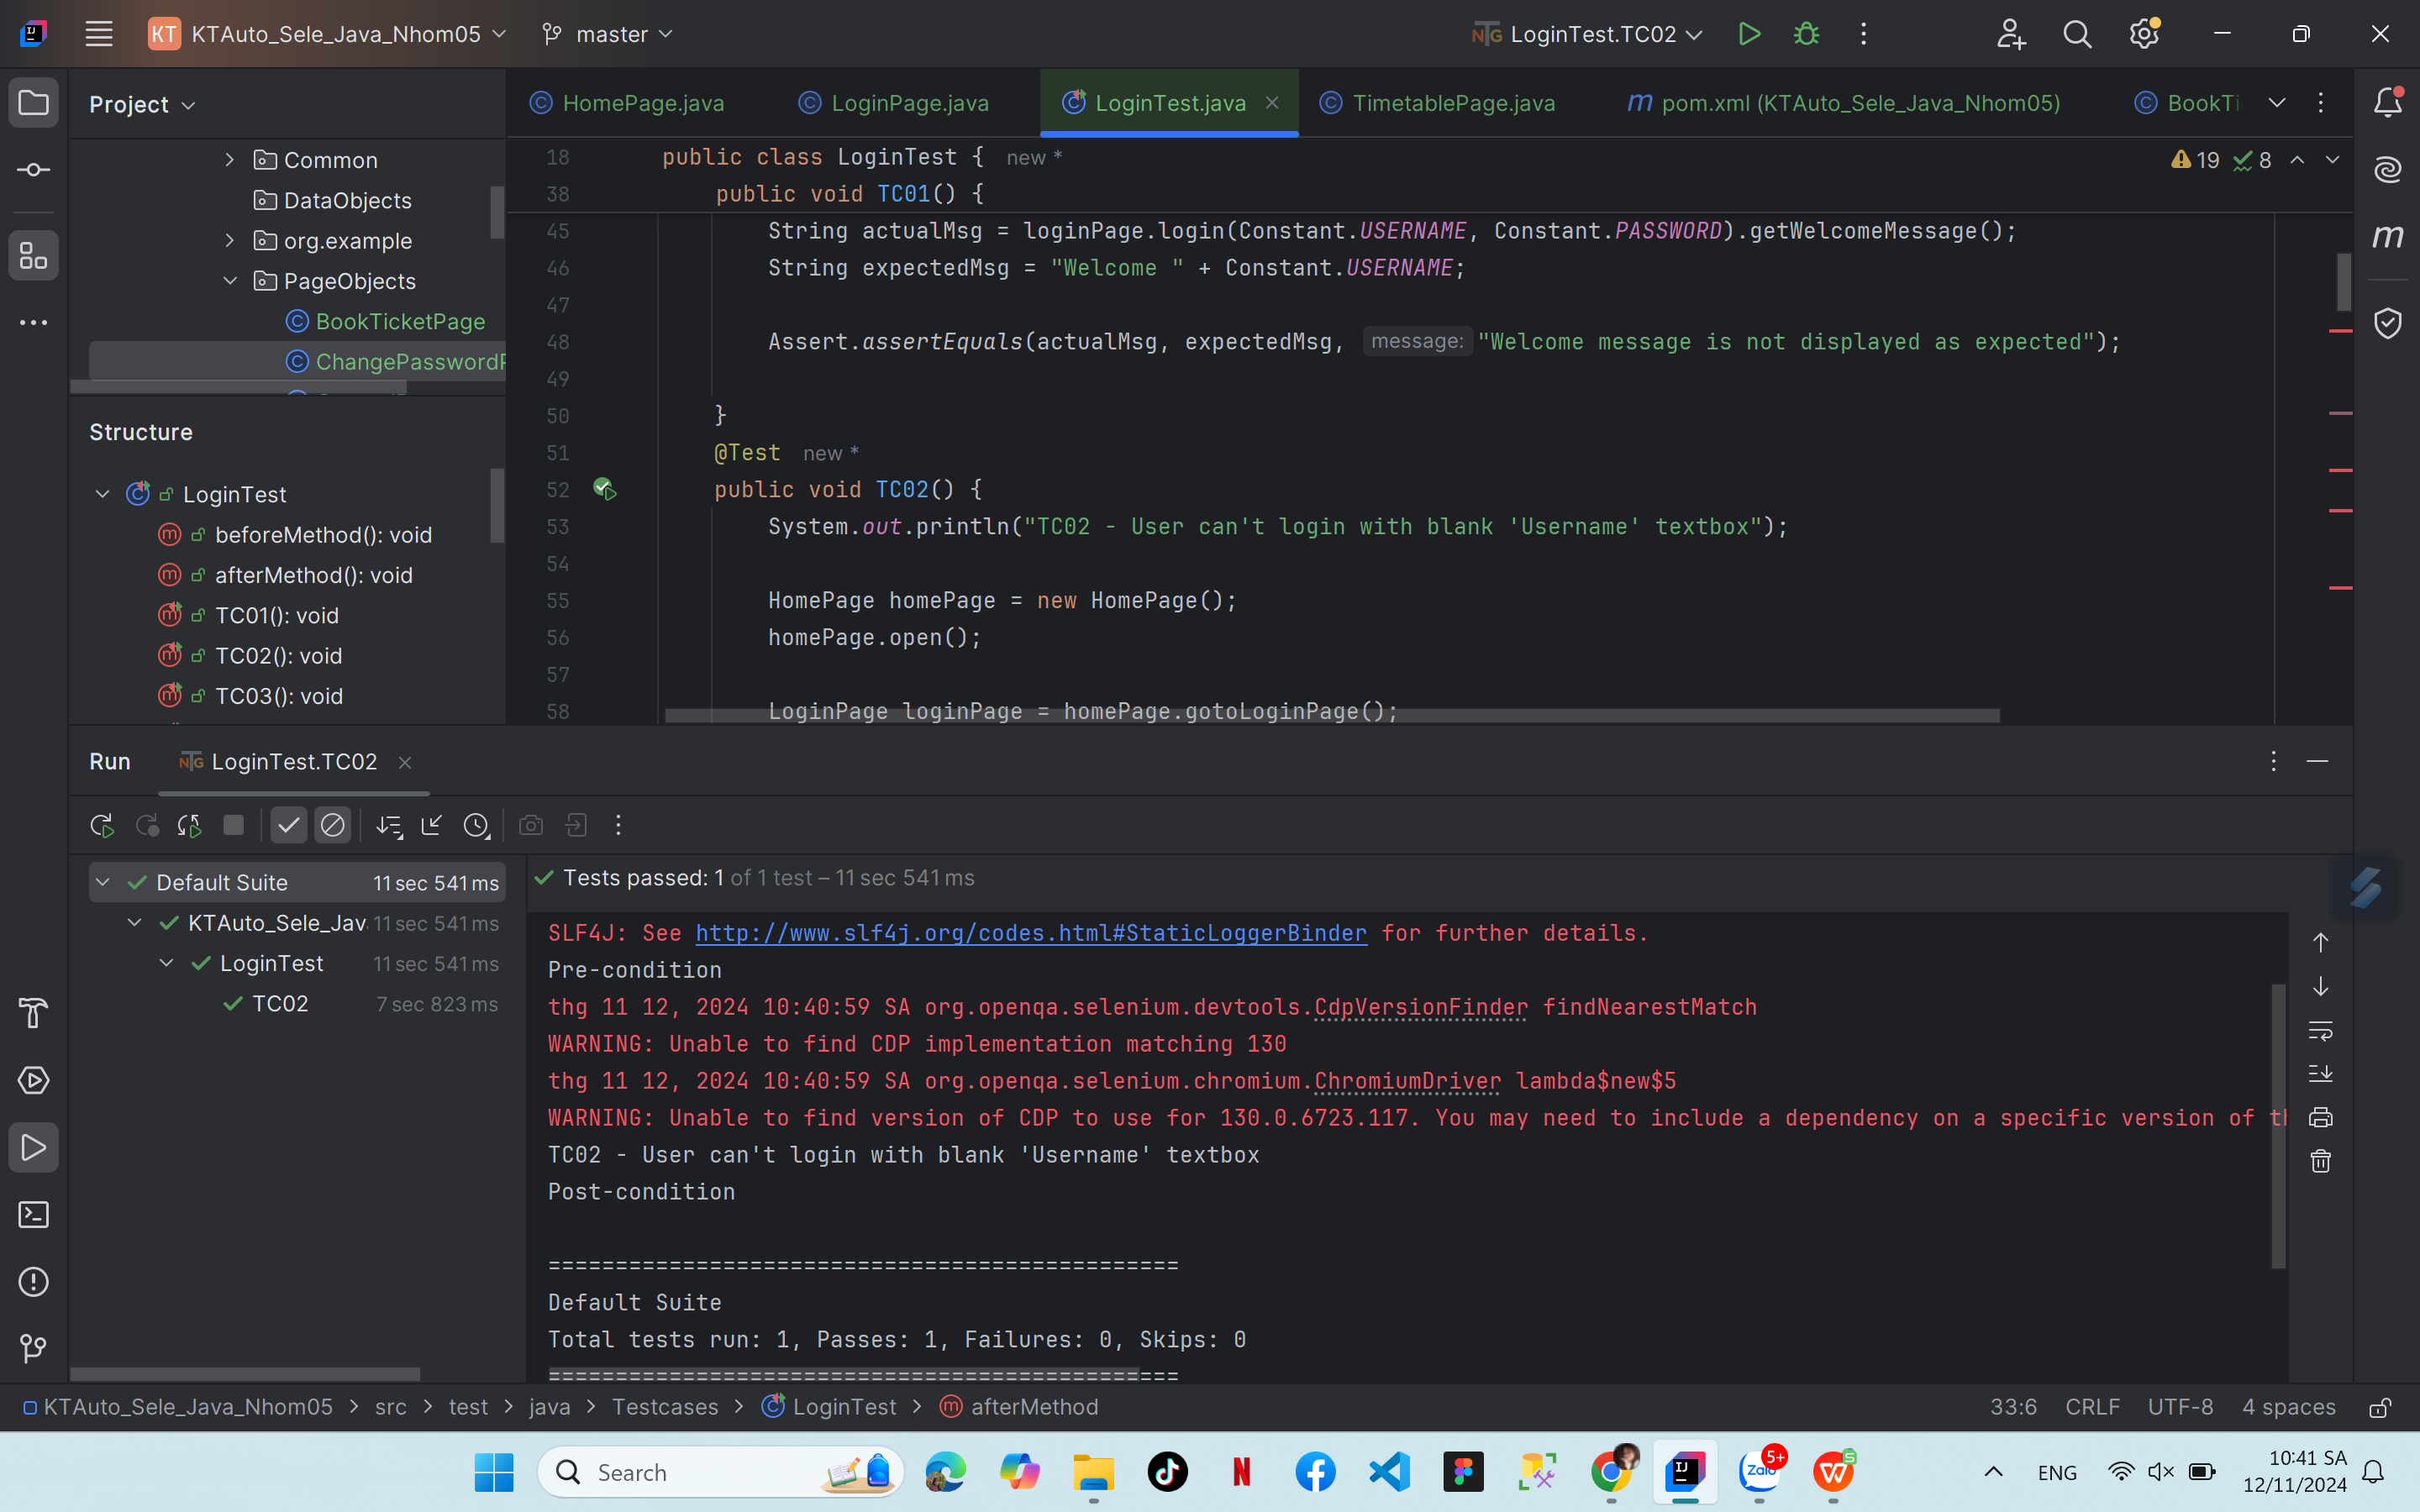 KT KTAuto_Sele_Java_Nhom05 master LoginTest.TC02
Project
HomePage.java LoginPage.java LoginTest.java TimetablePage.java pom.xml (KTAuto_Sele_Java_Nhom05)
Common
DataObjects
org.example
PageObjects
BookTicketPage
Structure
LoginTest
beforeMethod(): void
afterMethod(): void
TC01(): void
TC02(): void
TC03(): void
18 public class LoginTest { new *
19 8
38 public void TC01() {
45 String actualMsg = loginPage.login(Constant.USERNAME, Constant.PASSWORD).getWelcomeMessage();
46 String expectedMsg = "Welcome " + Constant.USERNAME;
47
48 Assert.assertEquals(actualMsg, expectedMsg, message: "Welcome message is not displayed as expected");
49
50 }
51 @Test new *
52 public void TC02() {
53 System.out.println("TC02 - User can't login with blank 'Username' textbox");
54
55 HomePage homePage = new HomePage();
56 homePage.open();
57
58 LoginPage loginPage = homePage.gotoLoginPage();
Run LoginTest.TC02
Default Suite 11 sec 541 ms
KTAuto_Sele_Jav 11 sec 541 ms
LoginTest 11 sec 541 ms
TC02 7 sec 823 ms
Tests passed: 1 of 1 test – 11 sec 541 ms
SLF4J: See http://www.slf4j.org/codes.html#StaticLoggerBinder for further details.
Pre-condition
thg 11 12, 2024 10:40:59 SA org.openqa.selenium.devtools.CdpVersionFinder findNearestMatch
WARNING: Unable to find CDP implementation matching 130
thg 11 12, 2024 10:40:59 SA org.openqa.selenium.chromium.ChromiumDriver lambda$new$5
WARNING: Unable to find version of CDP to use for 130.0.6723.117. You may need to include a dependency on a specific version of
TC02 - User can't login with blank 'Username' textbox
Post-condition
===============================================
Default Suite
Total tests run: 1, Passes: 1, Failures: 0, Skips: 0
===============================================
KTAuto_Sele_Java_Nhom05 > src > test > java > Testcases > LoginTest > afterMethod
33:6 CRLF UTF-8 4 spaces
Search
Zalo 5+
ENG
10:41 SA
12/11/2024